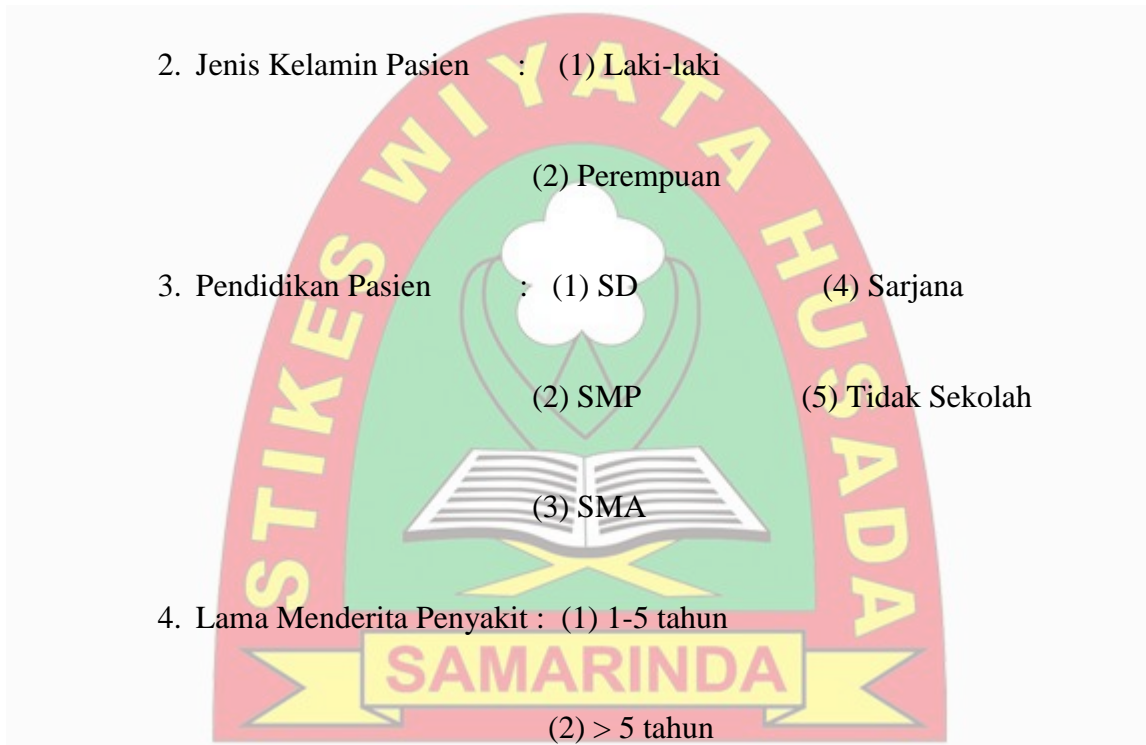 2. Jenis Kelamin Pasien : (1) Laki-laki
(2) Perempuan
3. Pendidikan Pasien : (1) SD (4) Sarjana
(2) SMP (5) Tidak Sekolah
(3) SMA
4. Lama Menderita Penyakit : (1) 1-5 tahun
(2) > 5 tahun
STIKES WIYATA HUSADA
SAMARINDA